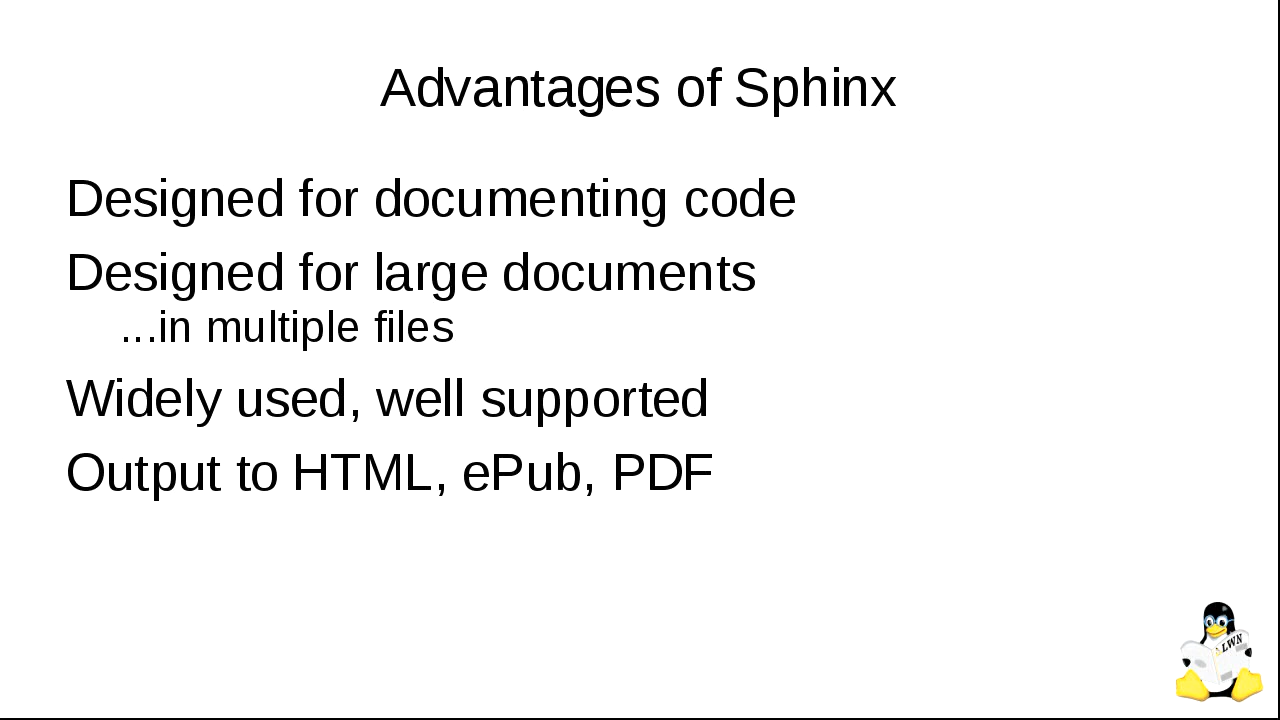 Advantages of Sphinx
Designed for documenting code
Designed for large documents
...in multiple files
Widely used, well supported
Output to HTML, ePub, PDF
LWN